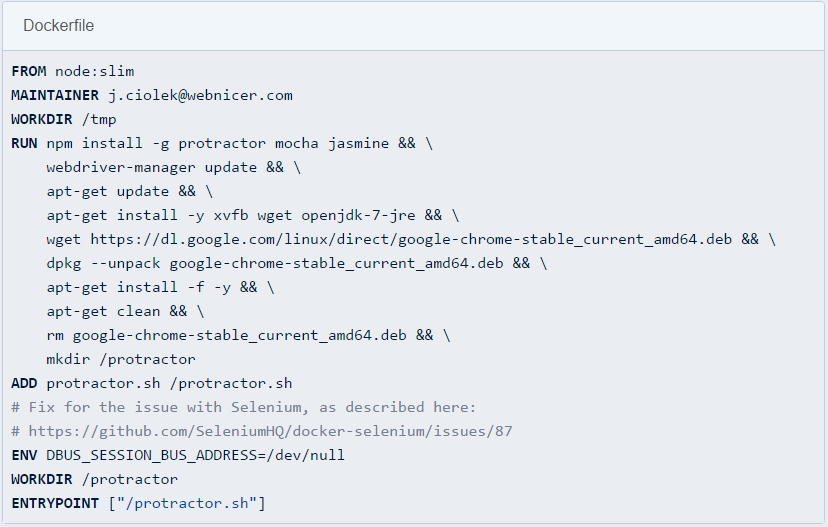 Dockerfile
FROM node:slim
MAINTAINER j.ciolek@webnicer.com
WORKDIR /tmp
RUN npm install -g protractor mocha jasmine && \
    webdriver-manager update && \
    apt-get update && \
    apt-get install -y xvfb wget openjdk-7-jre && \
    wget https://dl.google.com/linux/direct/google-chrome-stable_current_amd64.deb && \
    dpkg --unpack google-chrome-stable_current_amd64.deb && \
    apt-get install -f -y && \
    apt-get clean && \
    rm google-chrome-stable_current_amd64.deb && \
    mkdir /protractor
ADD protractor.sh /protractor.sh
# Fix for the issue with Selenium, as described here:
# https://github.com/SeleniumHQ/docker-selenium/issues/87
ENV DBUS_SESSION_BUS_ADDRESS=/dev/null
WORKDIR /protractor
ENTRYPOINT ["/protractor.sh"]